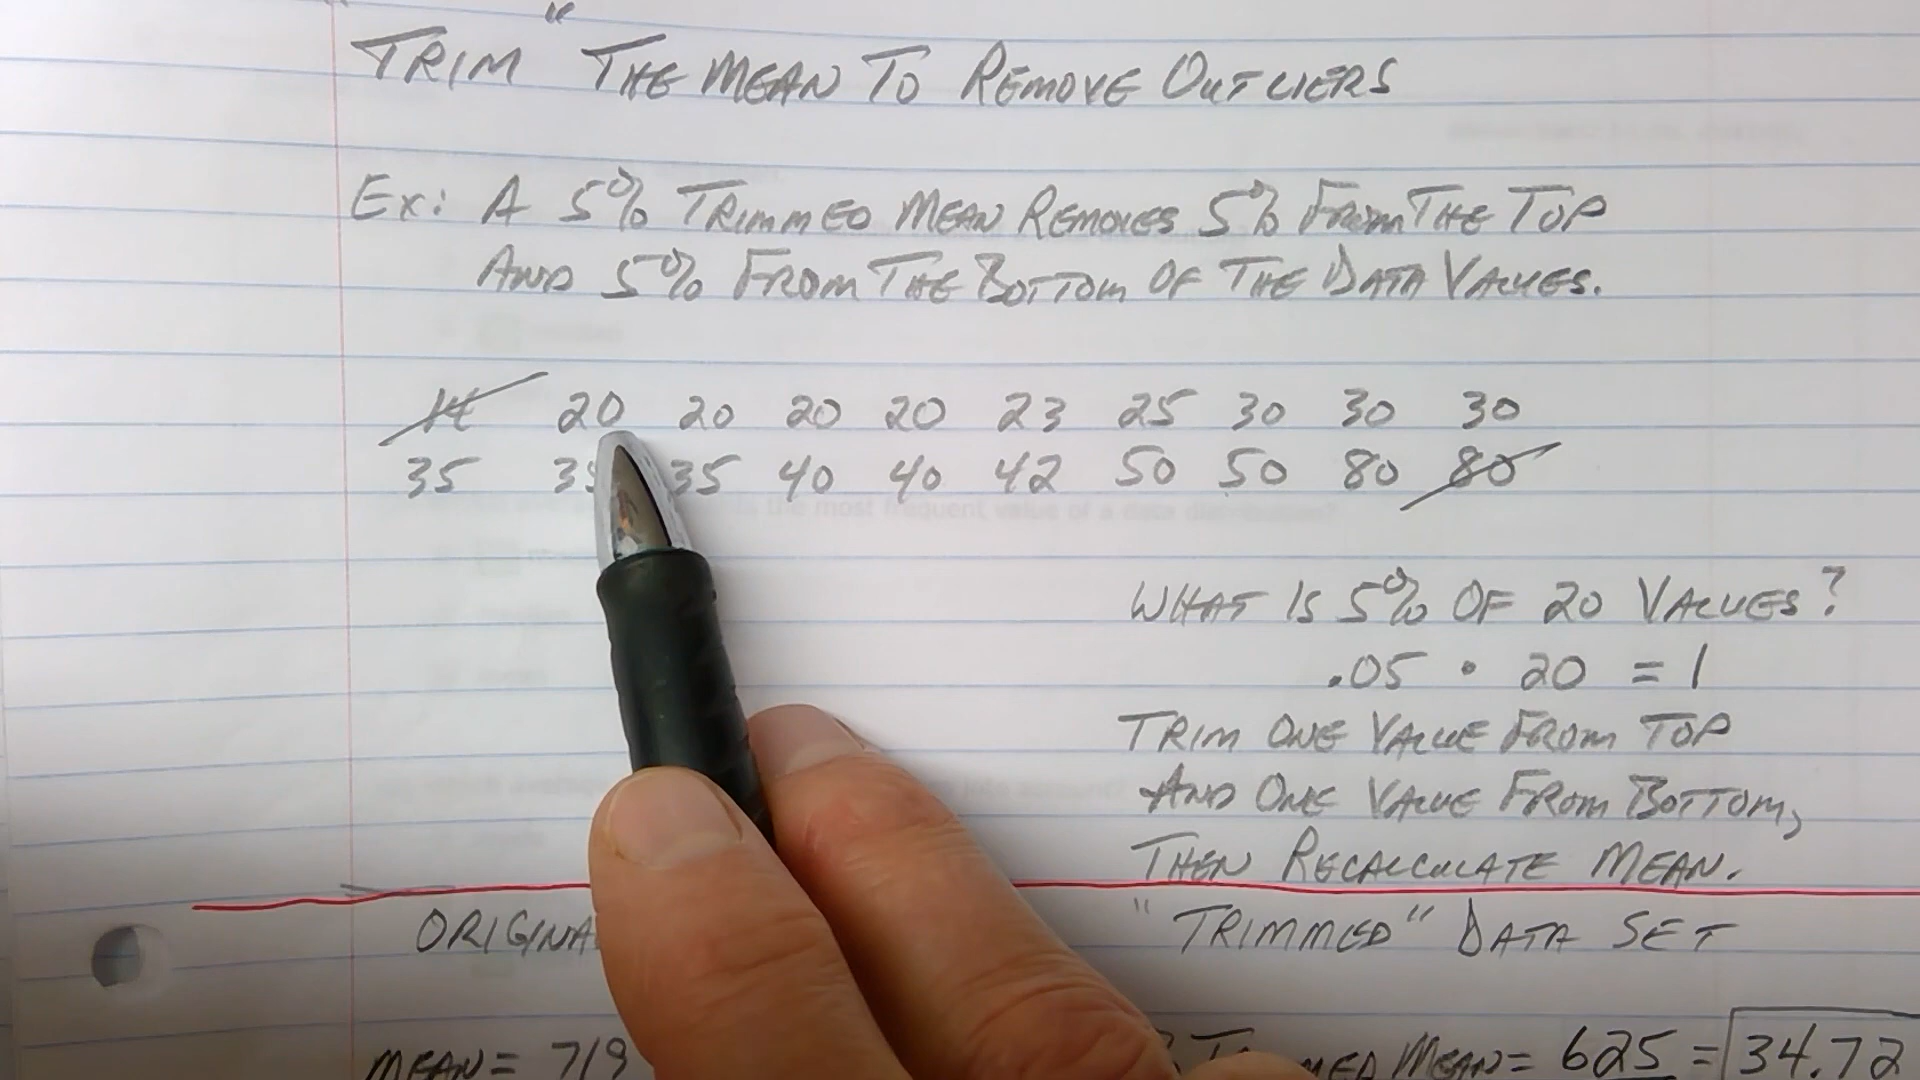 TRIM" THE MEAN TO REMOVE OUTLIERS
EX: A 5% TRIMMED MEAN REMOVES 5% FROM THE TOP
AND 5% FROM THE BOTTOM OF THE DATA VALUES.
14 20 20 20 20 23 25 30 30 30
35 35 40 40 42 50 50 80 80
WHAT IS 5% OF 20 VALUES?
.05 • 20 = 1
TRIM ONE VALUE FROM TOP
AND ONE VALUE FROM BOTTOM,
THEN RECALCULATE MEAN.
"TRIMMED" DATA SET
MEAN = 719
MEAN = 625 = 34.72